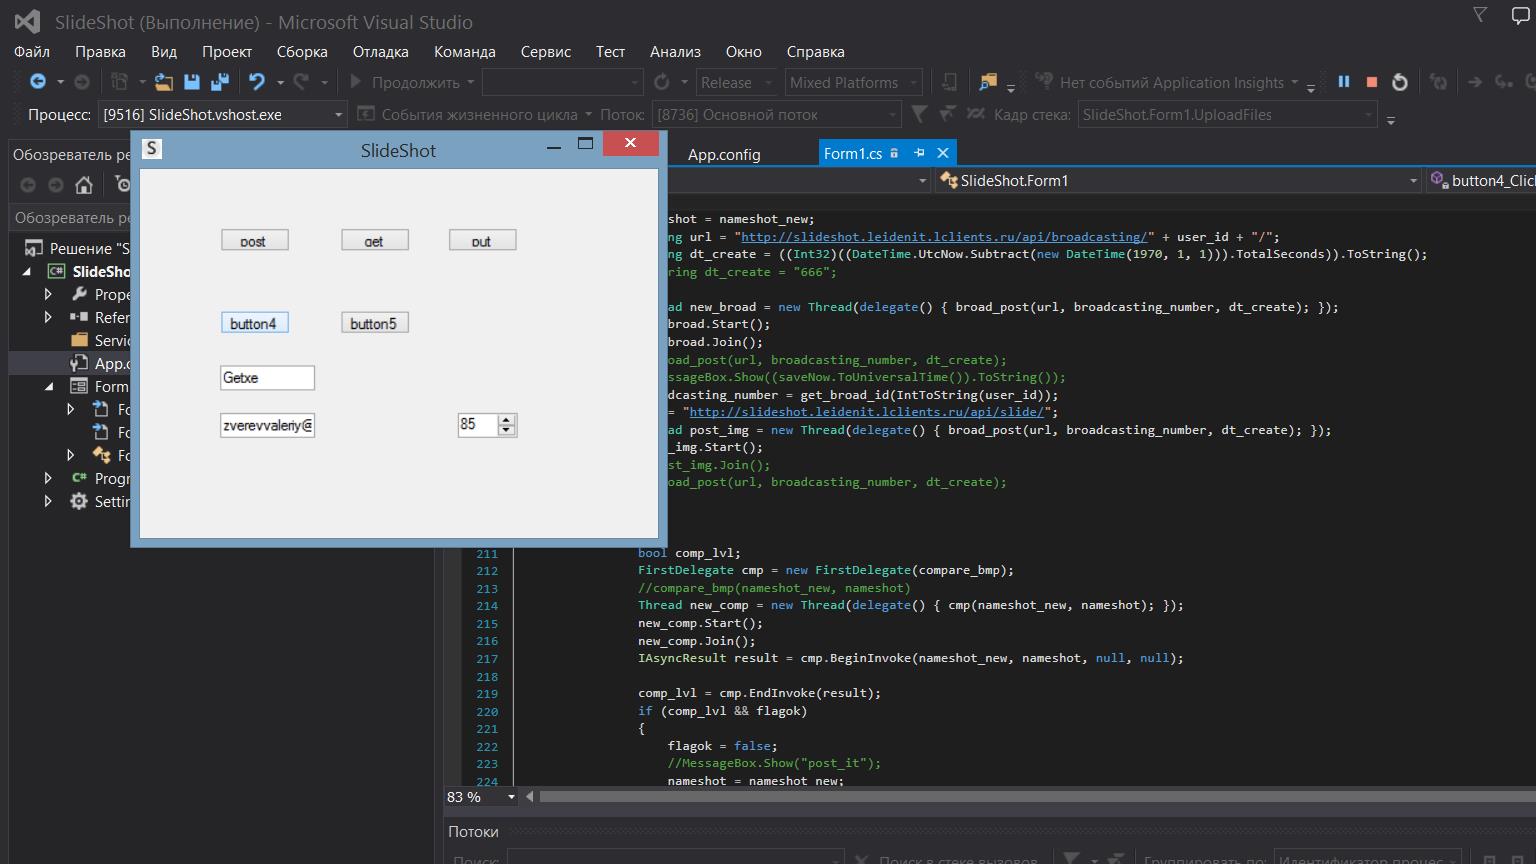 SlideShot (Выполнение) - Microsoft Visual Studio
Файл Правка Вид Проект Сборка Отладка Команда Сервис Тест Анализ Окно Справка
Продолжить Release Mixed Platforms Нет событий Application Insights
Процесс: [9516] SlideShot.vshost.exe События жизненного цикла Поток: [8736] Основной поток Кадр стека: SlideShot.Form1.UploadFiles
Обозреватель ре
Обозреватель ре
Решение "S
SlideSho
Prope
Refer
Servic
App.c
Form
Fo
Fo
Fo
Progr
Settin
S SlideShot
post get put
button4 button5
Getxe
zverevvaleriy@ 85
App.config Form1.cs
SlideShot.Form1 button4_Clic
shot = nameshot_new;
ng url = "http://slideshot.leidenit.lclients.ru/api/broadcasting/" + user_id + "/";
ng dt_create = ((Int32)((DateTime.UtcNow.Subtract(new DateTime(1970, 1, 1))).TotalSeconds)).ToString();
ring dt_create = "666";
ad new_broad = new Thread(delegate() { broad_post(url, broadcasting_number, dt_create); });
broad.Start();
broad.Join();
oad_post(url, broadcasting_number, dt_create);
ssageBox.Show((saveNow.ToUniversalTime()).ToString());
adcasting_number = get_broad_id(IntToString(user_id));
= "http://slideshot.leidenit.lclients.ru/api/slide/";
ad post_img = new Thread(delegate() { broad_post(url, broadcasting_number, dt_create); });
_img.Start();
st_img.Join();
oad_post(url, broadcasting_number, dt_create);
211 bool comp_lvl;
212 FirstDelegate cmp = new FirstDelegate(compare_bmp);
213 //compare_bmp(nameshot_new, nameshot)
214 Thread new_comp = new Thread(delegate() { cmp(nameshot_new, nameshot); });
215 new_comp.Start();
216 new_comp.Join();
217 IAsyncResult result = cmp.BeginInvoke(nameshot_new, nameshot, null, null);
218
219 comp_lvl = cmp.EndInvoke(result);
220 if (comp_lvl && flagok)
221 {
222 flagok = false;
223 //MessageBox.Show("post_it");
224 nameshot = nameshot_new;
83 %
Потоки
Поиск: Поиск в стеке вызовов Группировать по: Идентификатор процес